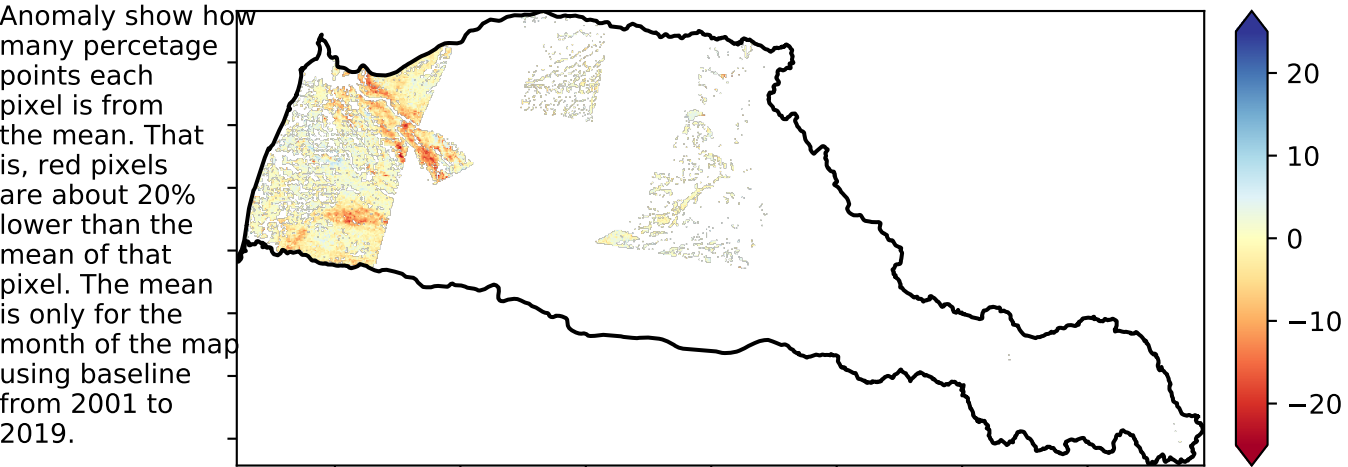 Anomaly show how
many percetage
points each
pixel is from
the mean. That
is, red pixels
are about 20%
lower than the
mean of that
pixel. The mean
is only for the
month of the map
using baseline
from 2001 to
2019.
20
10
0
−10
−20